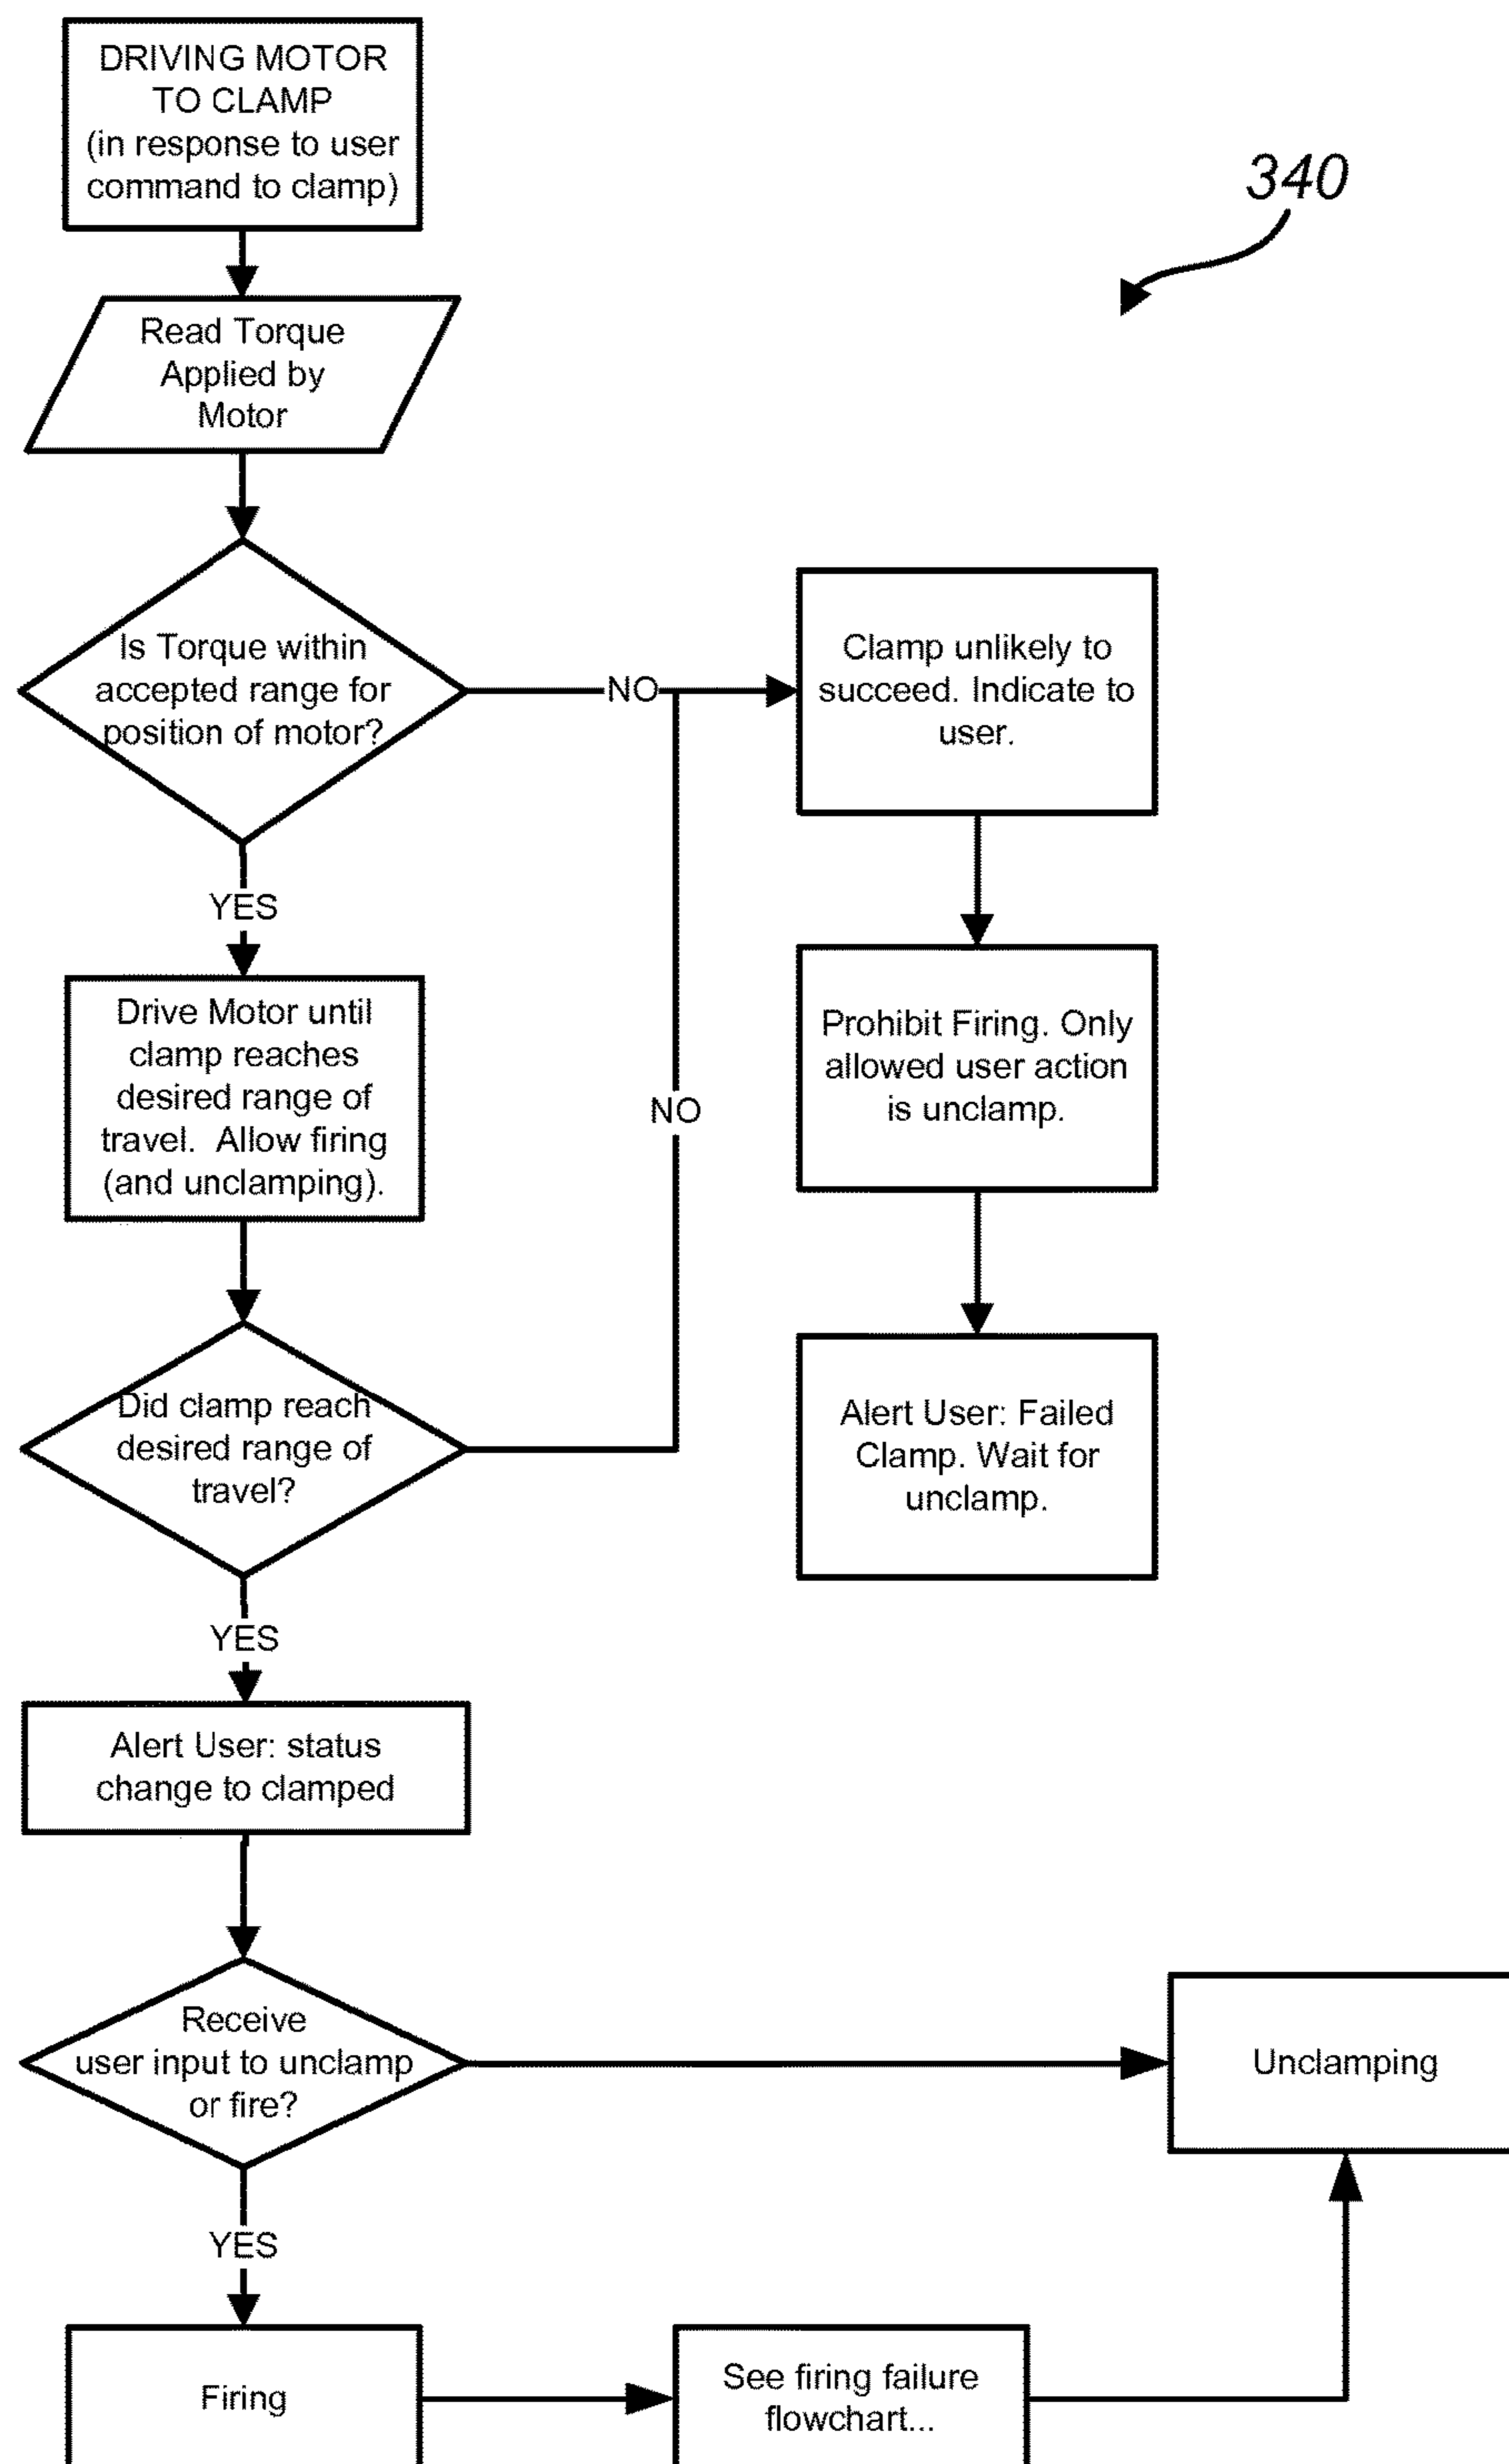 DRIVING MOTOR
TO CLAMP
(in response to user
command to clamp)
340
Read Torque
Applied by
Motor
Is Torque within
accepted range for
position of motor?
NO
Clamp unlikely to
succeed. Indicate to
user.
YES
Drive Motor until
clamp reaches
desired range of
travel.  Allow firing
(and unclamping).
NO
Prohibit Firing. Only
allowed user action
is unclamp.
Did clamp reach
desired range of
travel?
Alert User: Failed
Clamp. Wait for
unclamp.
YES
Alert User: status
change to clamped
Receive
user input to unclamp
or fire?
Unclamping
YES
Firing
See firing failure
flowchart...